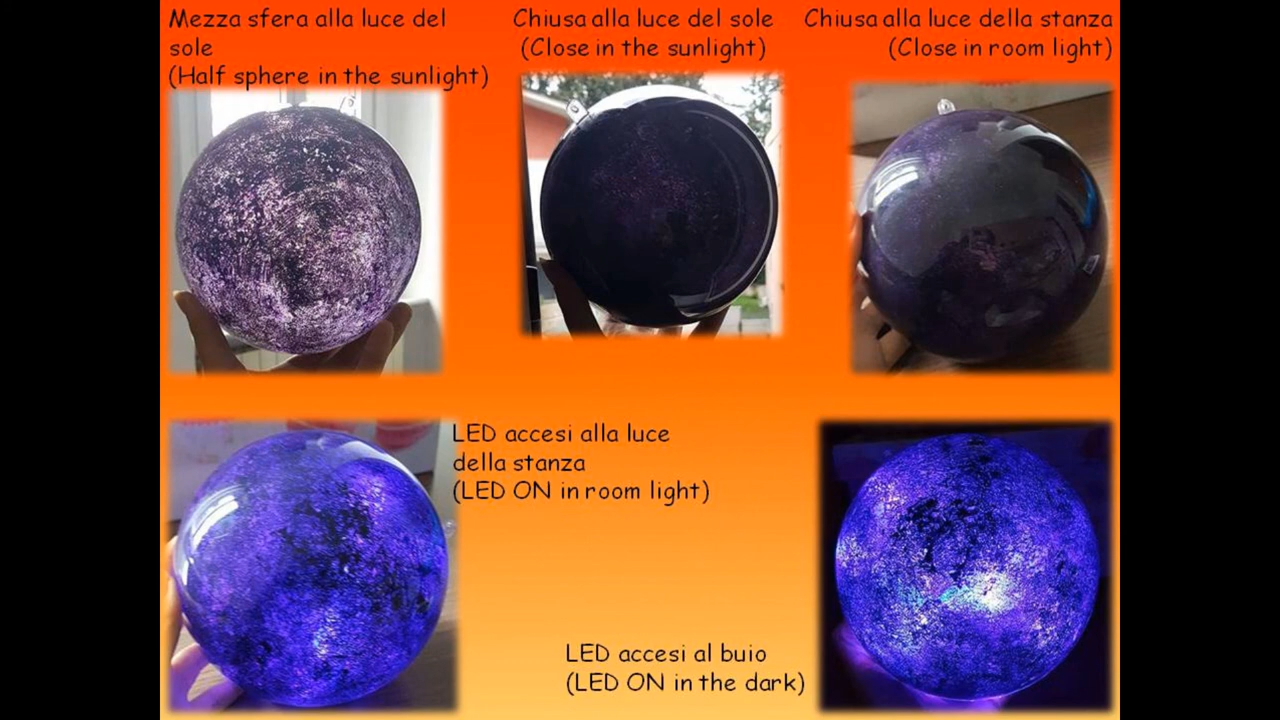 Mezza sfera alla luce del
sole
(Half sphere in the sunlight)
Chiusa alla luce del sole
(Close in the sunlight)
Chiusa alla luce della stanza
(Close in room light)
LED accesi alla luce
della stanza
(LED ON in room light)
LED accesi al buio
(LED ON in the dark)